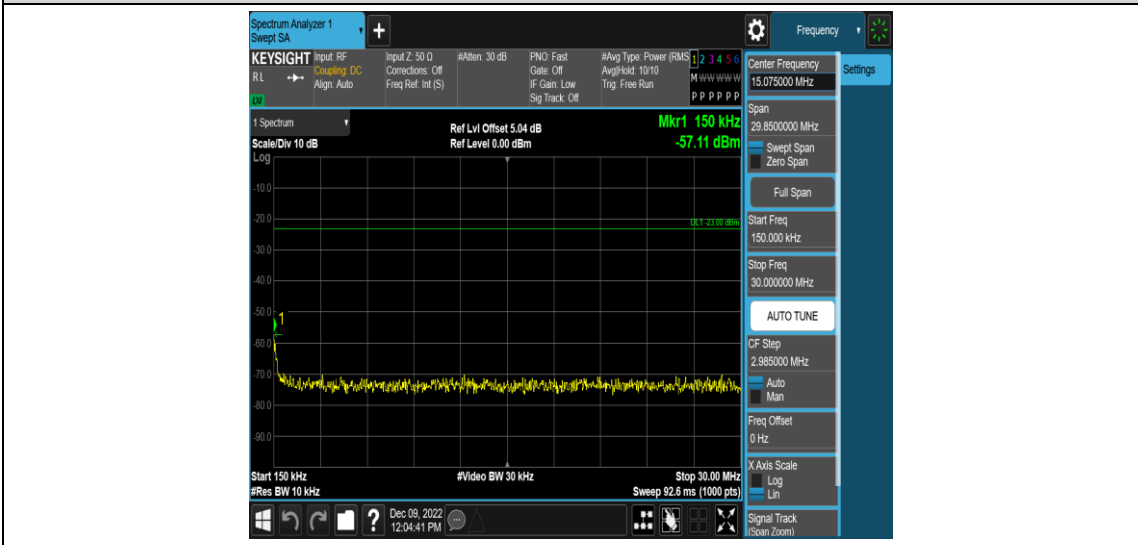 Spectrum Analyzer 1
Swept SA
+
Frequency
KEYSIGHT
RL
LXI
Input: RF
Coupling: DC
Align: Auto
Input Z: 50 Ω
Corrections: Off
Freq Ref: Int (S)
#Atten: 30 dB
PNO: Fast
Gate: Off
IF Gain: Low
Sig Track: Off
#Avg Type: Power (RMS
Avg|Hold: 10/10
Trig: Free Run
1 2 3 4 5 6
M W W W W W
P P P P P P
1 Spectrum
Scale/Div 10 dB
Log
Ref Lvl Offset 5.04 dB
Ref Level 0.00 dBm
Mkr1 150 kHz
-57.11 dBm
-10.0
-20.0
DL1 -23.00 dBm
-30.0
-40.0
-50.0
1
-60.0
-70.0
-80.0
-90.0
Start 150 kHz
#Video BW 30 kHz
Stop 30.00 MHz
#Res BW 10 kHz
Sweep 92.6 ms (1000 pts)
Center Frequency
15.075000 MHz
Settings
Span
29.8500000 MHz
Swept Span
Zero Span
Full Span
Start Freq
150.000 kHz
Stop Freq
30.000000 MHz
AUTO TUNE
CF Step
2.985000 MHz
Auto
Man
Freq Offset
0 Hz
X Axis Scale
Log
Lin
Signal Track
(Span Zoom)
?
Dec 09, 2022
12:04:41 PM